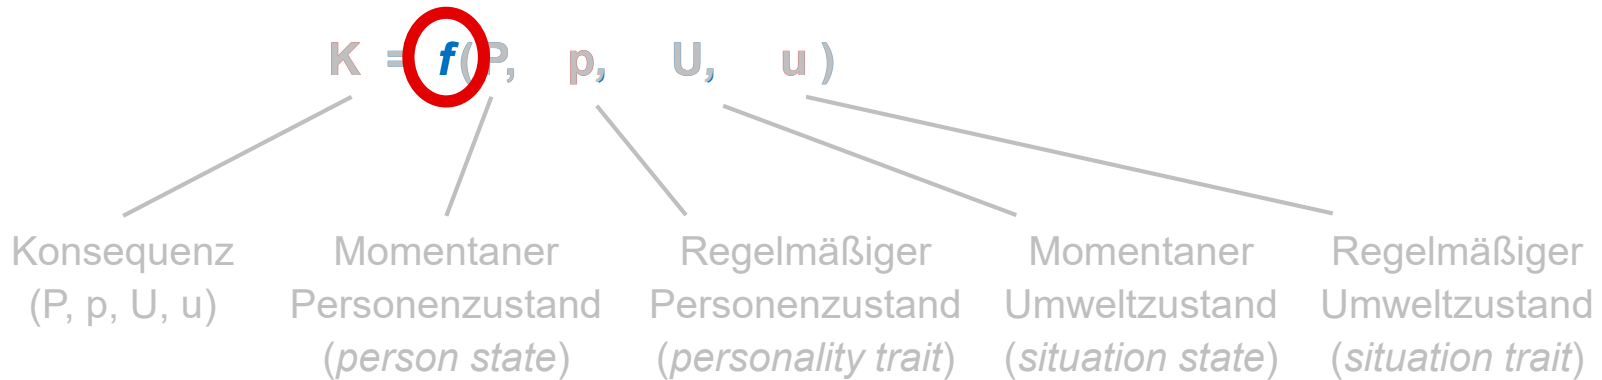 K = f(P, p, U, u )
Konsequenz
(P, p, U, u)
Momentaner
Personenzustand
(person state)
Regelmäßiger
Personenzustand
(personality trait)
Momentaner
Umweltzustand
(situation state)
Regelmäßiger
Umweltzustand
(situation trait)